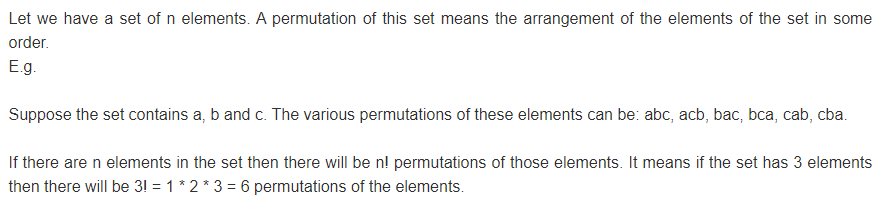 Let we have a set of n elements. A permutation of this set means the arrangement of the elements of the set in some
order.
E.g.
Suppose the set contains a, b and c. The various permutations of these elements can be: abc, acb, bac, bca, cab, cba.
If there are n elements in the set then there will be n! permutations of those elements. It means if the set has 3 elements
then there will be 3! = 1 * 2 * 3 = 6 permutations of the elements.